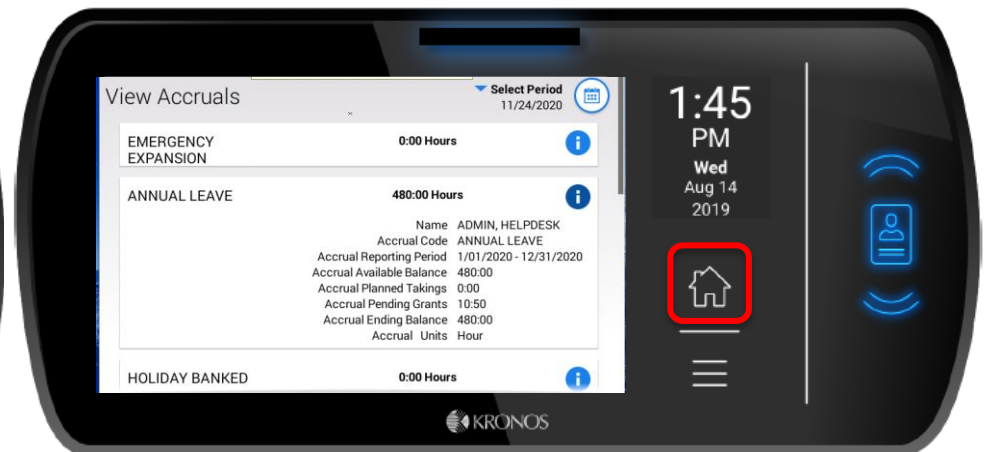 View Accruals
Select Period
11/24/2020
EMERGENCY EXPANSION
0:00 Hours
ANNUAL LEAVE
480:00 Hours
Name ADMIN, HELPDESK
Accrual Code ANNUAL LEAVE
Accrual Reporting Period 1/01/2020 - 12/31/2020
Accrual Available Balance 480:00
Accrual Planned Takings 0:00
Accrual Pending Grants 10:50
Accrual Ending Balance 480:00
Accrual Units Hour
HOLIDAY BANKED
0:00 Hours
1:45
PM
Wed
Aug 14
2019
KRONOS